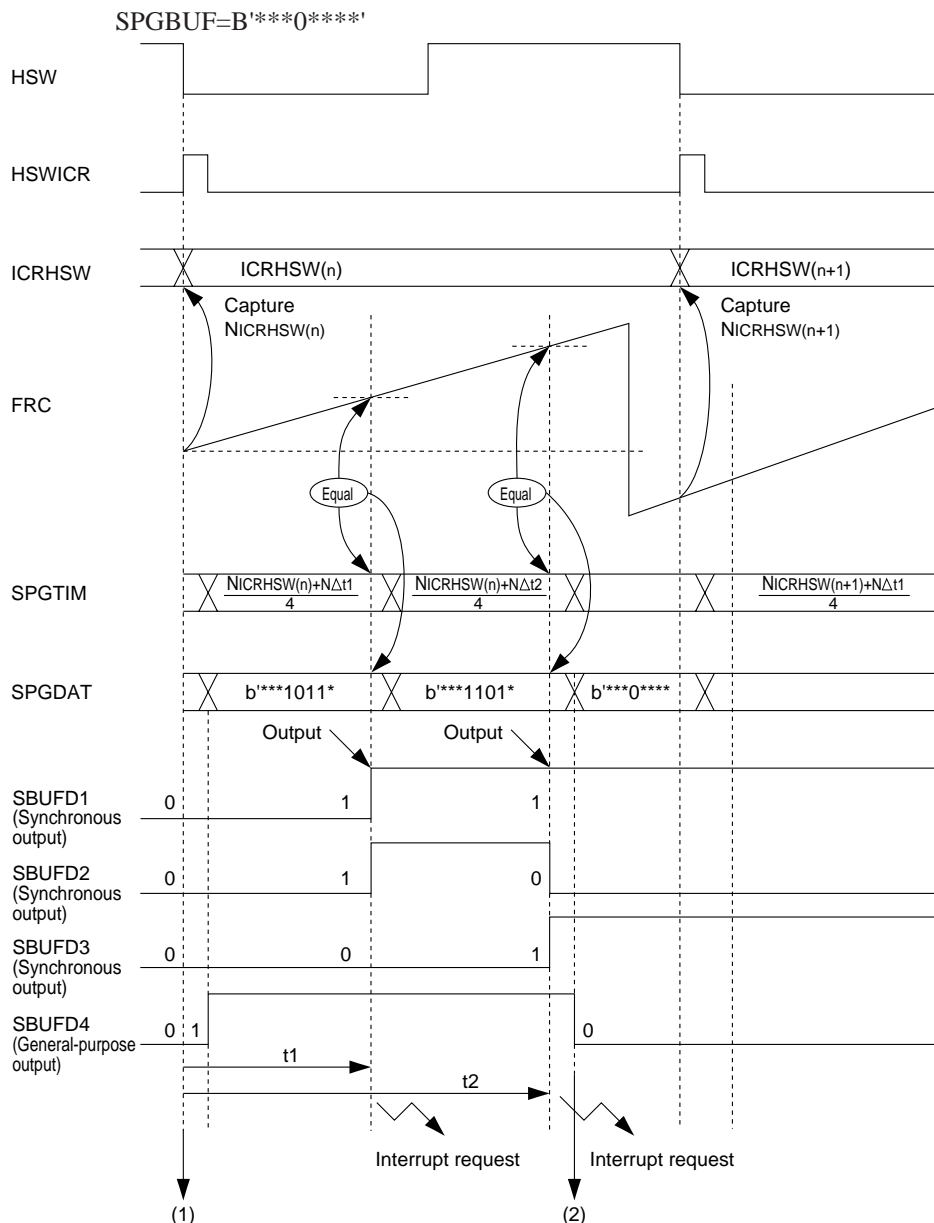 SPGBUF=B'***0****'
HSW
HSWICR
ICRHSW
ICRHSW(n)
ICRHSW(n+1)
Capture
NICRHSW(n)
Capture
NICRHSW(n+1)
FRC
Equal
Equal
SPGTIM
NICRHSW(n)+NΔt1
4
NICRHSW(n)+NΔt2
4
NICRHSW(n+1)+NΔt1
4
SPGDAT
b'***1011*
b'***1101*
b'***0****
Output
Output
SBUFD1
(Synchronous
output)
0
1
1
SBUFD2
(Synchronous
output)
0
1
0
SBUFD3
(Synchronous
output)
0
0
1
SBUFD4
(General-purpose
output)
0
1
0
t1
t2
Interrupt request
Interrupt request
(1)
(2)